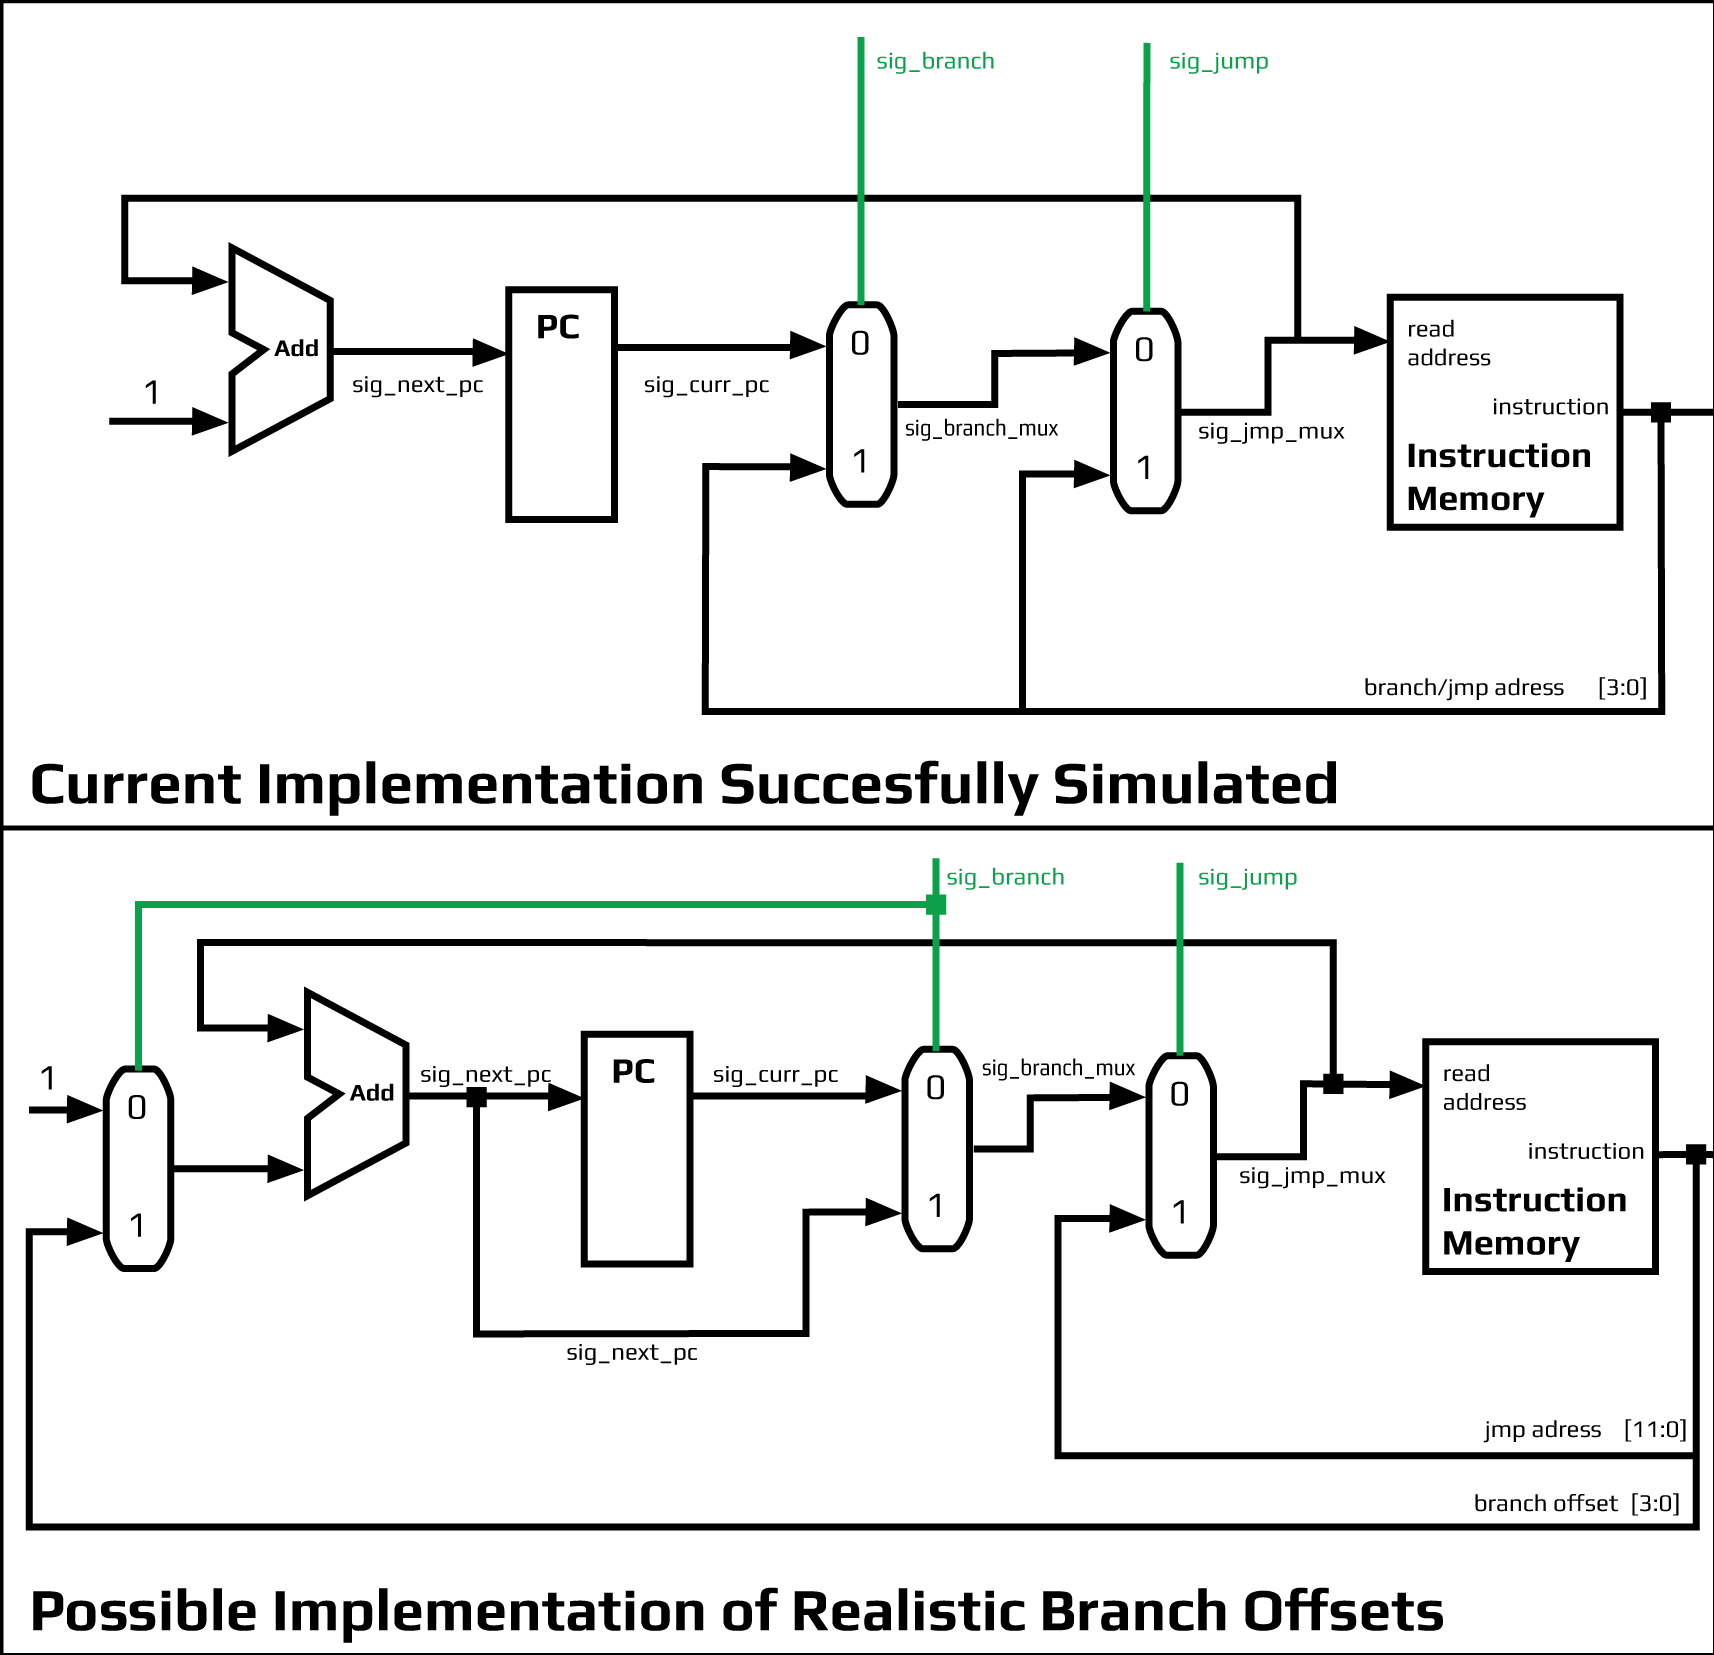 sig_branch
sig_jump
0
0
PC
read
address
Add
1
sig_next_pc
sig_curr_pc
instruction
sig_branch_mux
sig_jmp_mux
Instruction
Memory
1
1
branch/jmp adress [3:0]
Current Implementation Succesfully Simulated
sig_branch
sig_jump
sig_next_pc
PC
sig_curr_pc
sig_branch_mux
read
address
1
0
Add
0
0
instruction
sig_jmp_mux
Instruction
Memory
1
1
1
sig_next_pc
jmp adress [11:0]
branch offset [3:0]
Possible Implementation of Realistic Branch Offsets